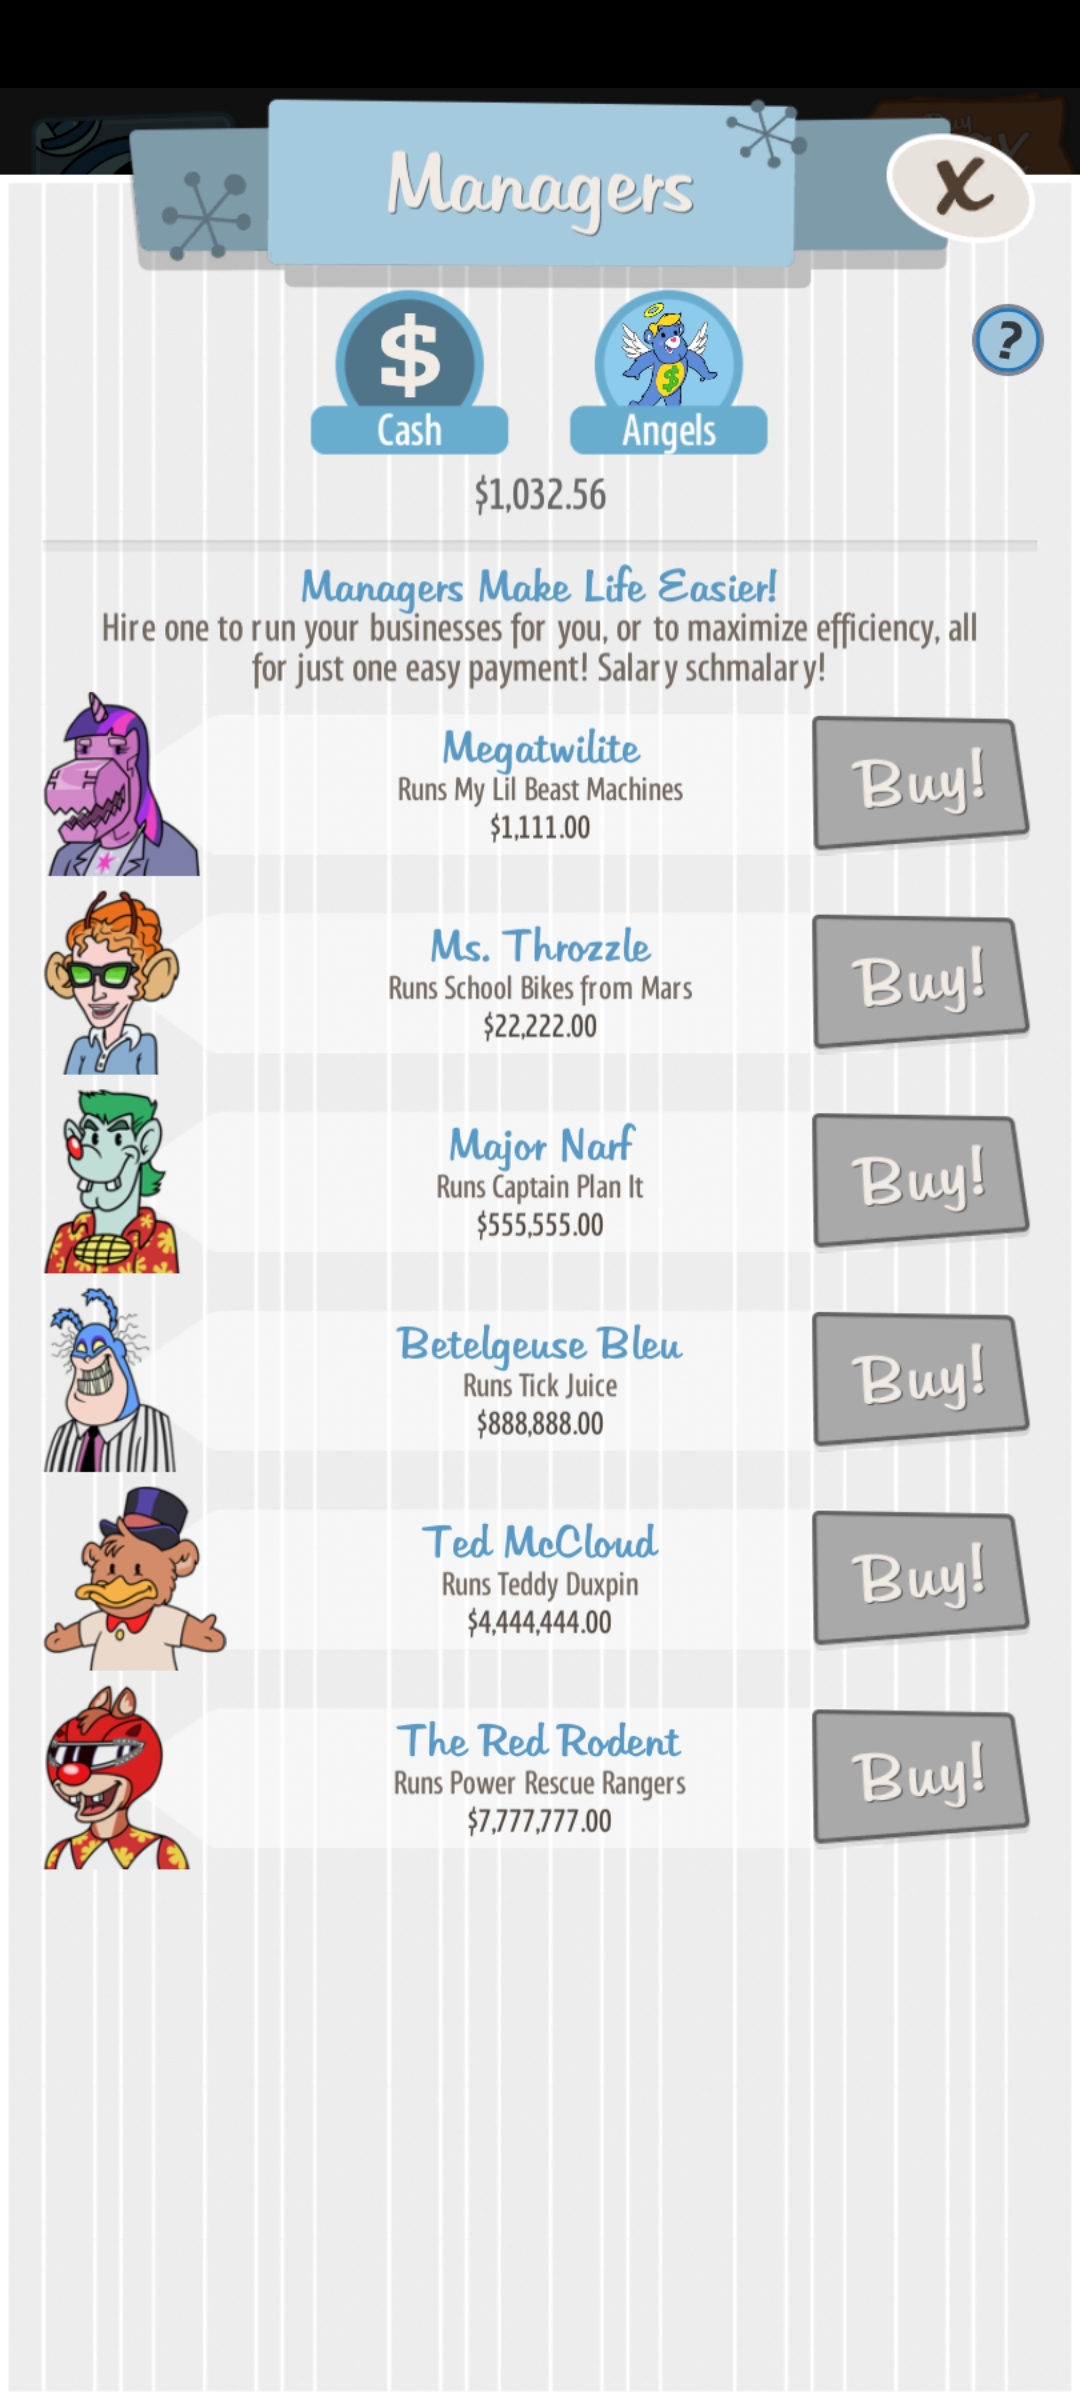 Managers
X
$
$
?
Cash
Angels
$1,032.56
Managers Make Life Easier!
Hire one to run your businesses for you, or to maximize efficiency, all
for just one easy payment! Salary schmalary!
Megatwilite
Runs My Lil Beast Machines
$1,111.00
Buy!
Ms. Throzzle
Runs School Bikes from Mars
$22,222.00
Buy!
Major Narf
Runs Captain Plan It
$555,555.00
Buy!
Betelgeuse Bleu
Runs Tick Juice
$888,888.00
Buy!
Ted McCloud
Runs Teddy Duxpin
$4,444,444.00
Buy!
The Red Rodent
Runs Power Rescue Rangers
$7,777,777.00
Buy!